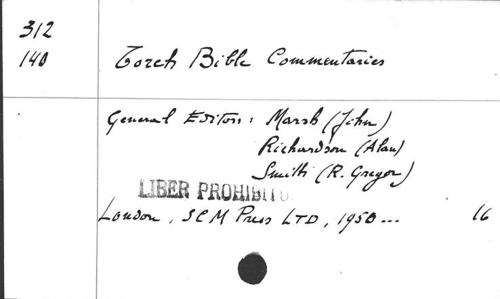 312
140
Torch Bible Commentaries
General Editors: Marsh (John)
Richardson (Alan)
Smith (R. Gregor)
LIBER PROHIBITU
London, SCM Press LTD, 1950... 16